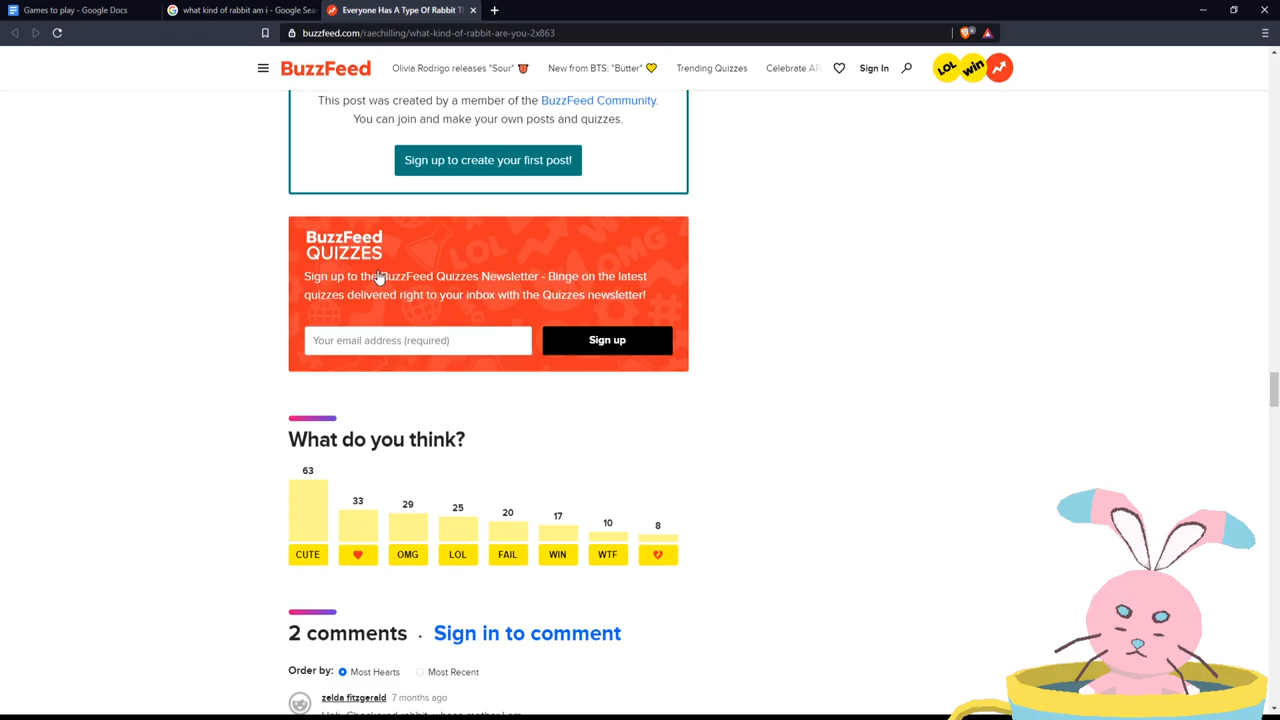 Games to play - Google Docs
what kind of rabbit am i - Google Sea
Everyone Has A Type Of Rabbit T
buzzfeed.com/raechilling/what-kind-of-rabbit-are-you-2x863
BuzzFeed
Olivia Rodrigo releases "Sour"
New from BTS: "Butter"
Trending Quizzes
Celebrate AP
Sign In
LOL
win
This post was created by a member of the BuzzFeed Community.
You can join and make your own posts and quizzes.
Sign up to create your first post!
BuzzFeed
QUIZZES
Sign up to the BuzzFeed Quizzes Newsletter - Binge on the latest
quizzes delivered right to your inbox with the Quizzes newsletter!
Your email address (required)
Sign up
What do you think?
63 33 29 25 20 17 10 8
CUTE OMG LOL FAIL WIN WTF
2 comments · Sign in to comment
Order by: Most Hearts Most Recent
zelda fitzgerald 7 months ago